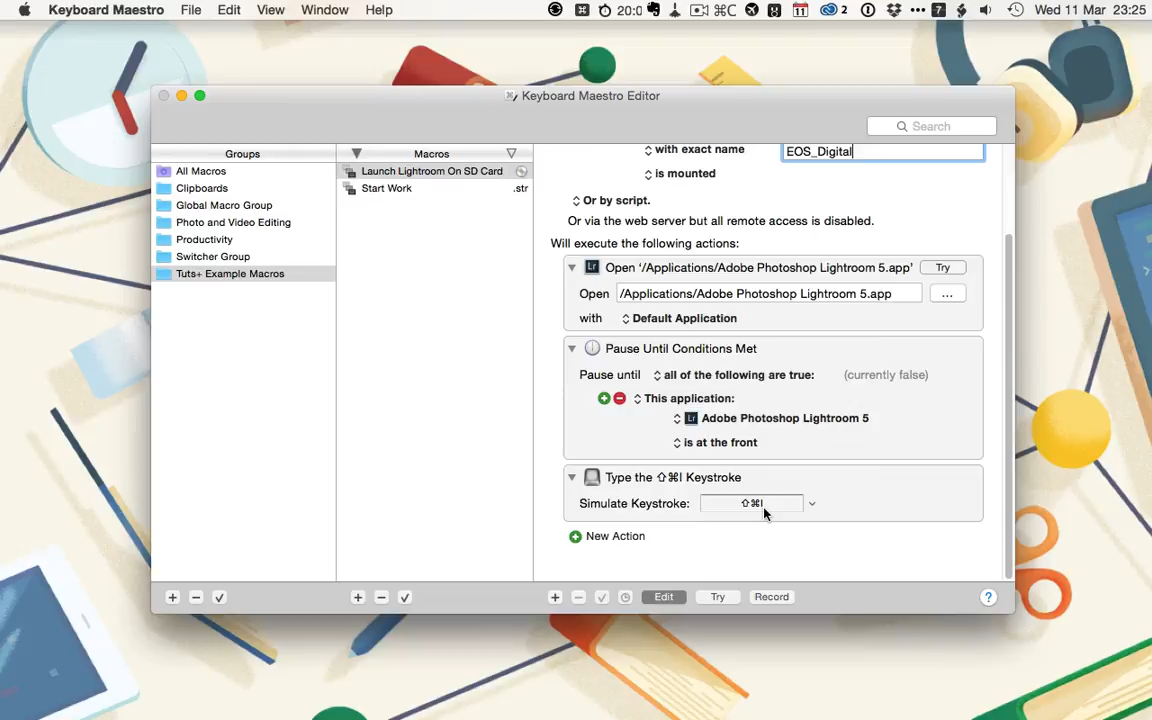 Keyboard Maestro File Edit View Window Help 20:0 ⌘C 11 2 7 Wed 11 Mar 23:25
Keyboard Maestro Editor
Search
Groups
All Macros
Clipboards
Global Macro Group
Photo and Video Editing
Productivity
Switcher Group
Tuts+ Example Macros
Macros
Launch Lightroom On SD Card
Start Work .str
with exact name EOS_Digital
is mounted
Or by script.
Or via the web server but all remote access is disabled.
Will execute the following actions:
Lr Open ‘/Applications/Adobe Photoshop Lightroom 5.app’ Try
Open /Applications/Adobe Photoshop Lightroom 5.app ...
with Default Application
Pause Until Conditions Met
Pause until all of the following are true: (currently false)
This application:
Lr Adobe Photoshop Lightroom 5
is at the front
Type the ⇧⌘I Keystroke
Simulate Keystroke: ⇧⌘I
New Action
Edit Try Record ?